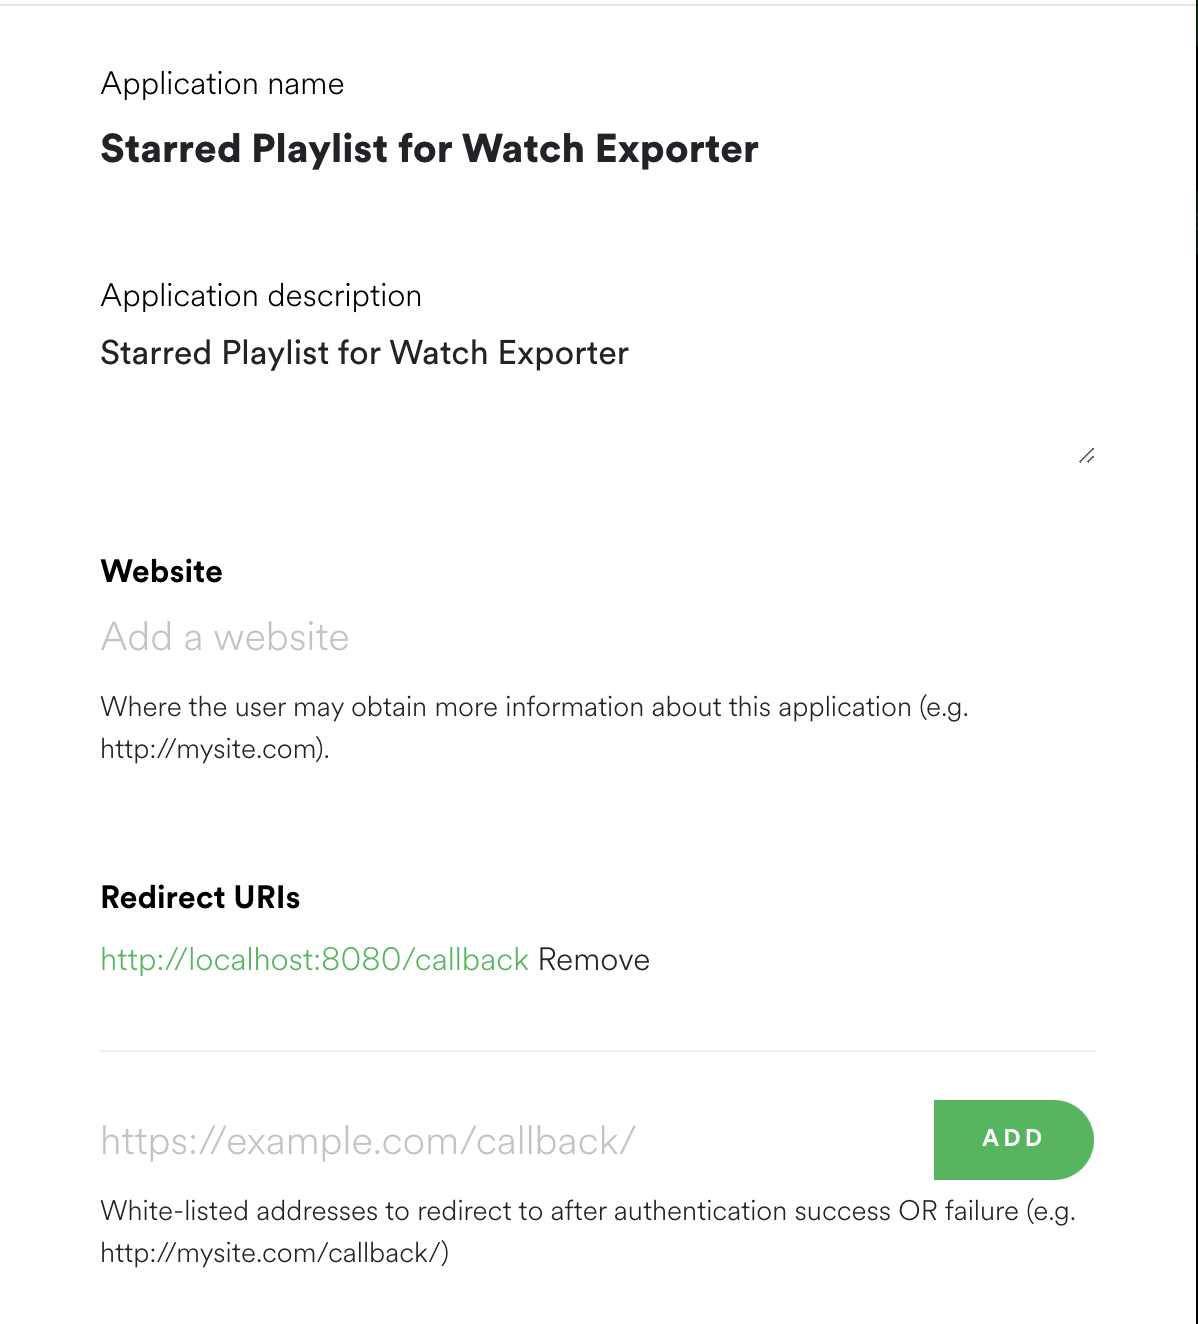 Application name
Starred Playlist for Watch Exporter
Application description
Starred Playlist for Watch Exporter
Website
Add a website
Where the user may obtain more information about this application (e.g.
http://mysite.com).
Redirect URIs
http://localhost:8080/callback Remove
https://example.com/callback/
ADD
White-listed addresses to redirect to after authentication success OR failure (e.g.
http://mysite.com/callback/)